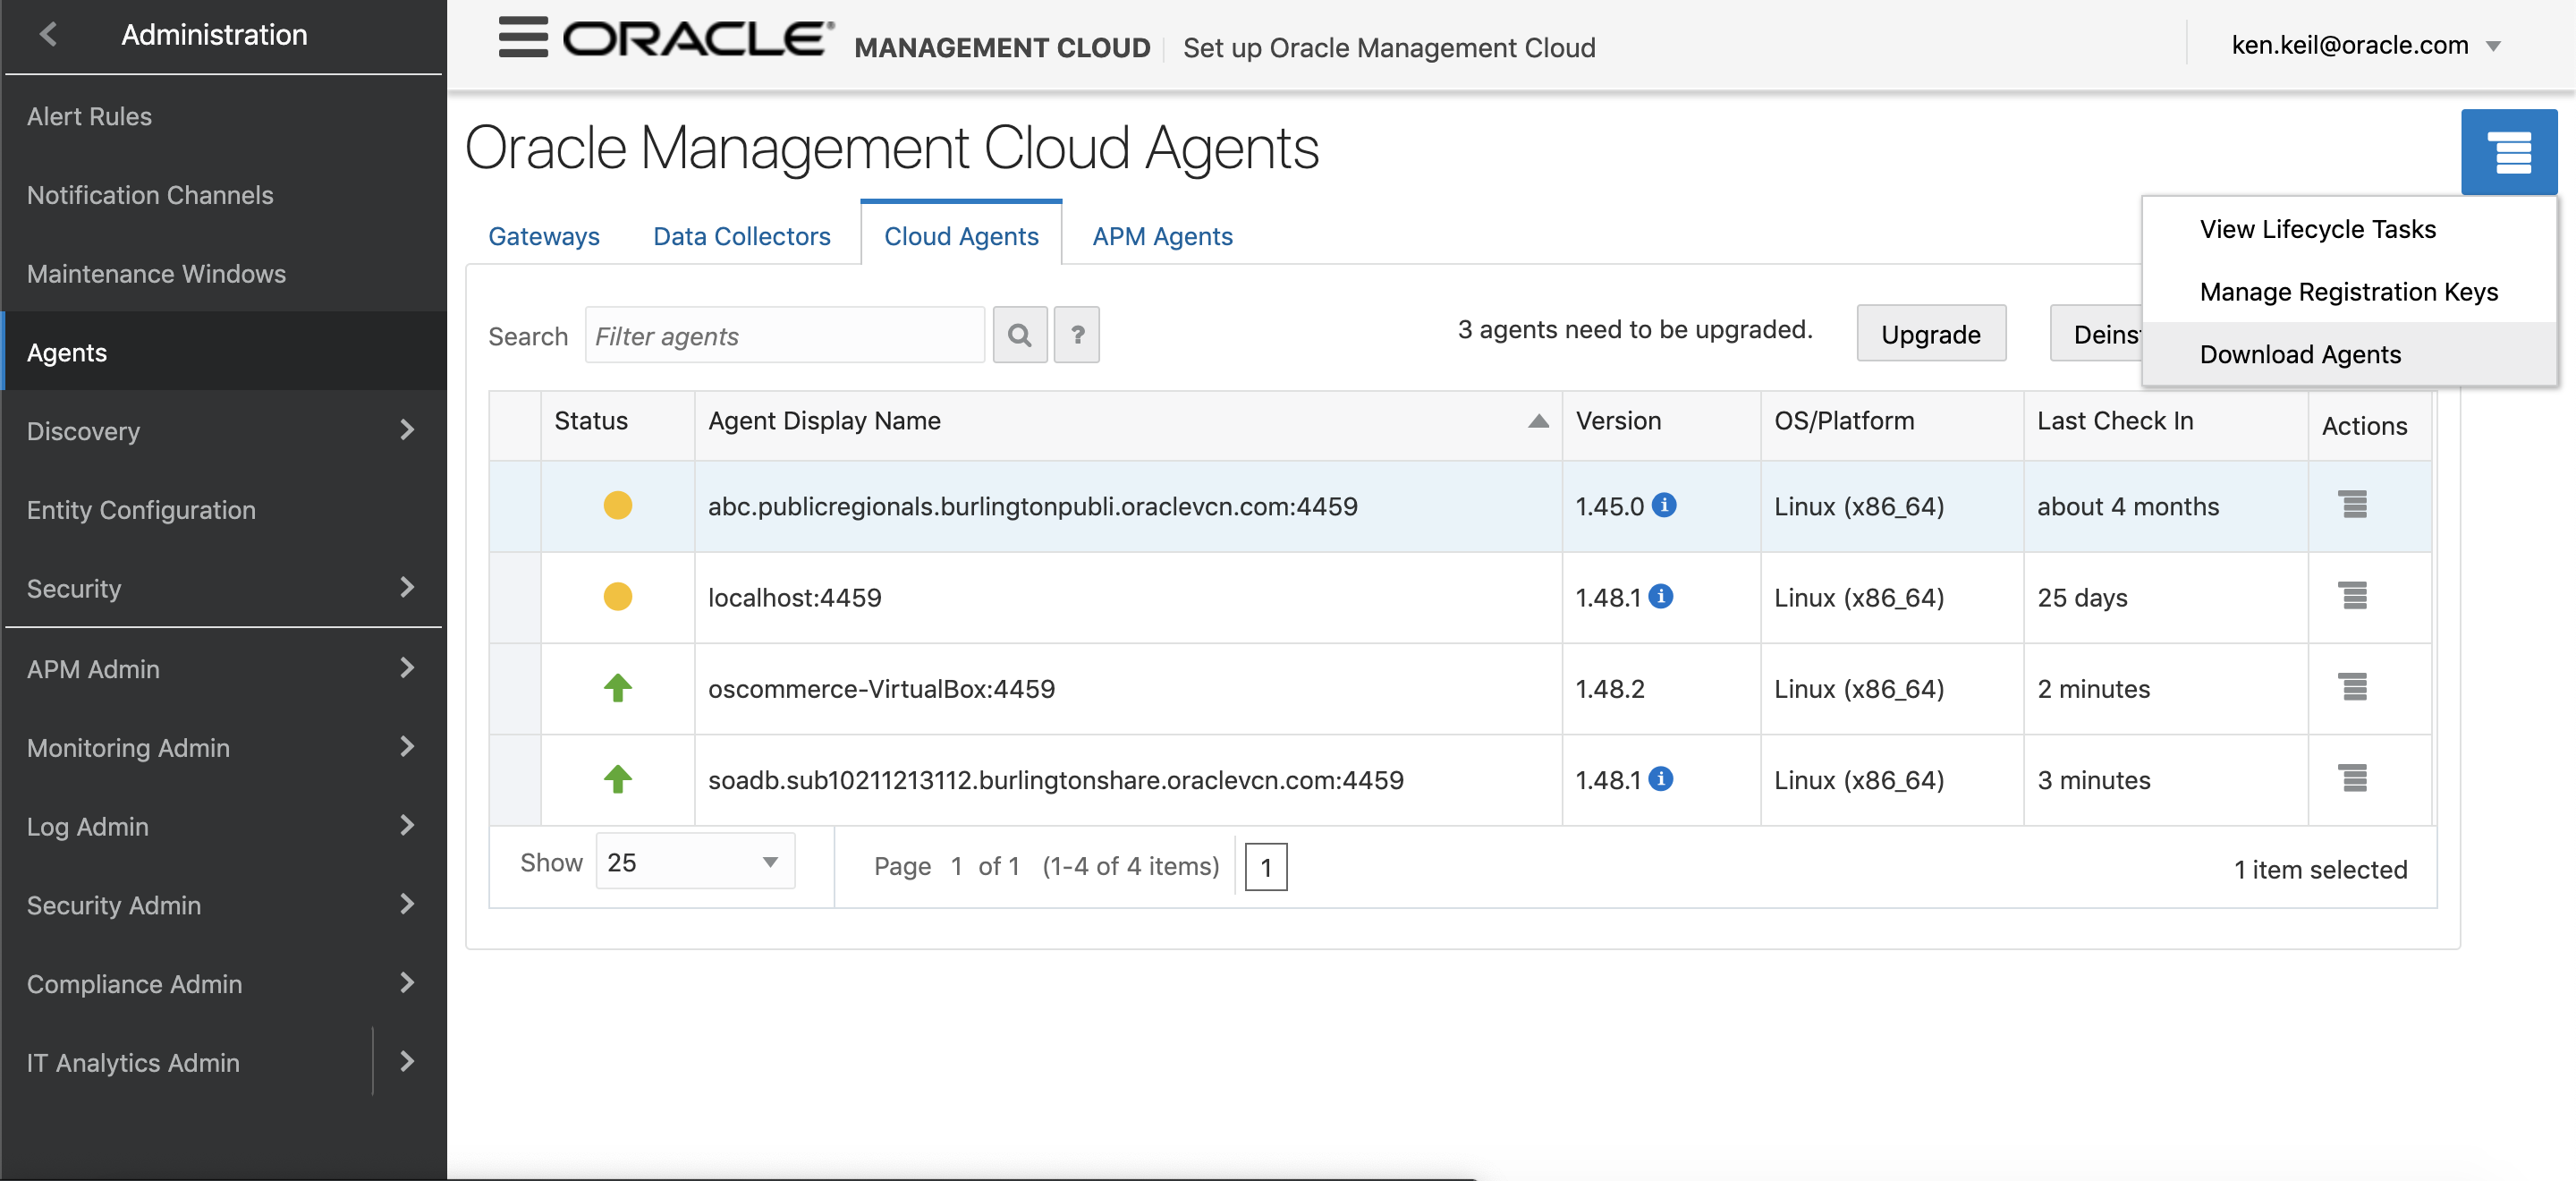 Administration
Alert Rules
Notification Channels
Maintenance Windows
Agents
Discovery
Entity Configuration
Security
APM Admin
Monitoring Admin
Log Admin
Security Admin
Compliance Admin
IT Analytics Admin
ORACLE® MANAGEMENT CLOUD Set up Oracle Management Cloud
ken.keil@oracle.com
Oracle Management Cloud Agents
Gateways Data Collectors Cloud Agents APM Agents
View Lifecycle Tasks
Manage Registration Keys
Download Agents
Search Filter agents ? 3 agents need to be upgraded. Upgrade Deinst
Status Agent Display Name Version OS/Platform Last Check In Actions
abc.publicregionals.burlingtonpubli.oraclevcn.com:4459 1.45.0 i Linux (x86_64) about 4 months
localhost:4459 1.48.1 i Linux (x86_64) 25 days
oscommerce-VirtualBox:4459 1.48.2 Linux (x86_64) 2 minutes
soadb.sub10211213112.burlingtonshare.oraclevcn.com:4459 1.48.1 i Linux (x86_64) 3 minutes
Show 25 Page 1 of 1 (1-4 of 4 items) 1 1 item selected